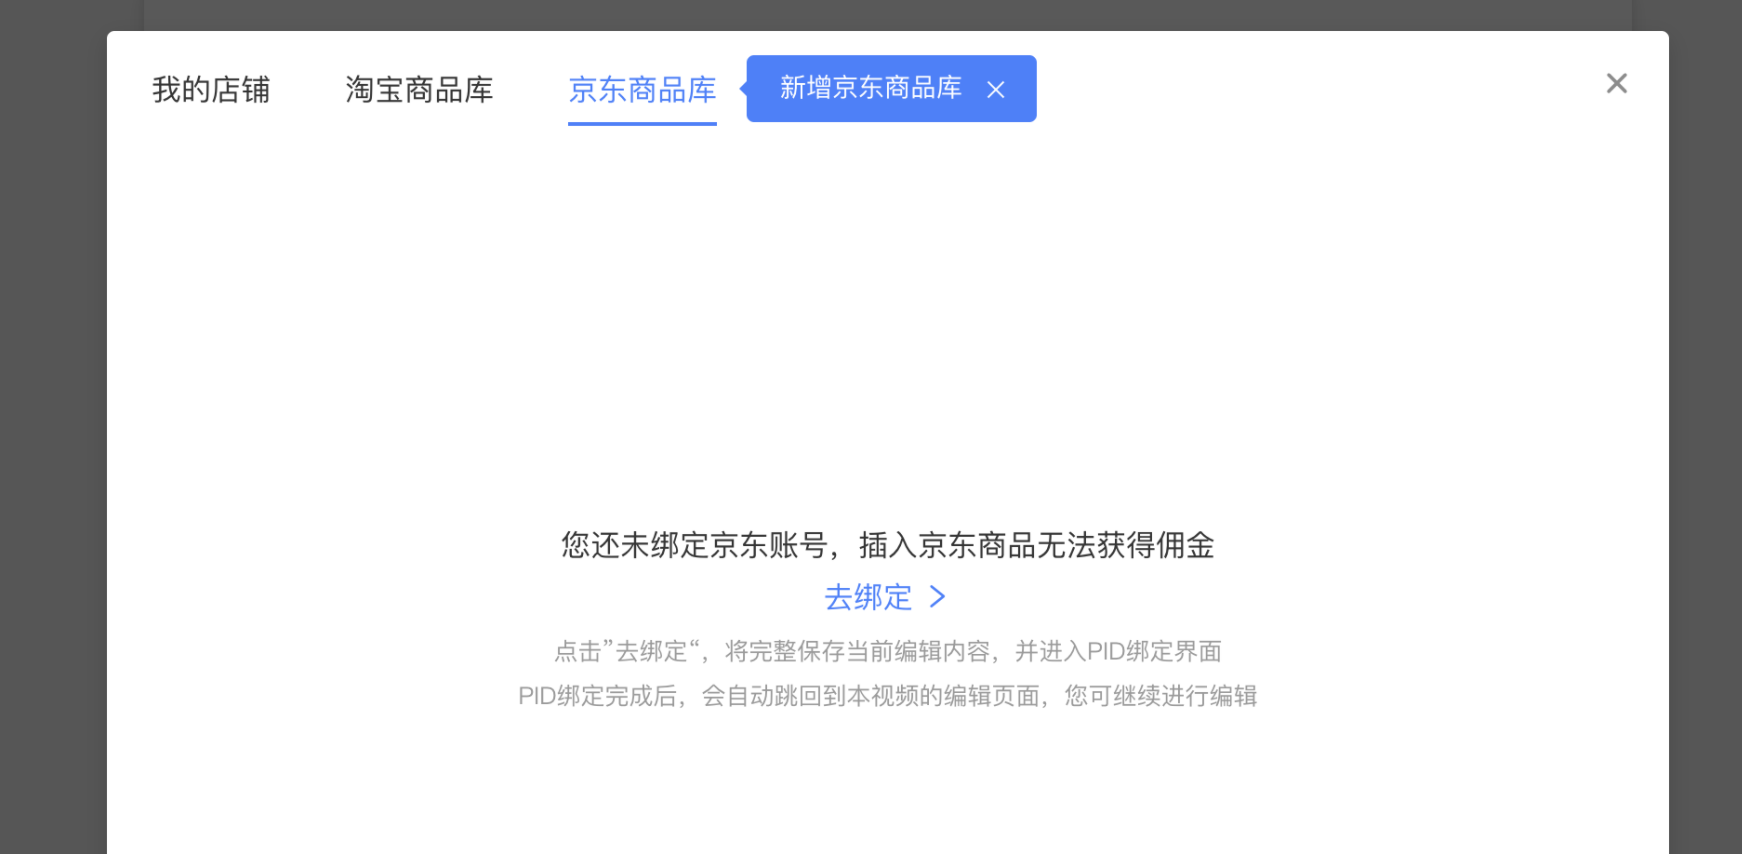 我的店铺 淘宝商品库 京东商品库 新增京东商品库
您还未绑定京东账号，插入京东商品无法获得佣金
去绑定
点击”去绑定“，将完整保存当前编辑内容，并进入PID绑定界面
PID绑定完成后，会自动跳回到本视频的编辑页面，您可继续进行编辑